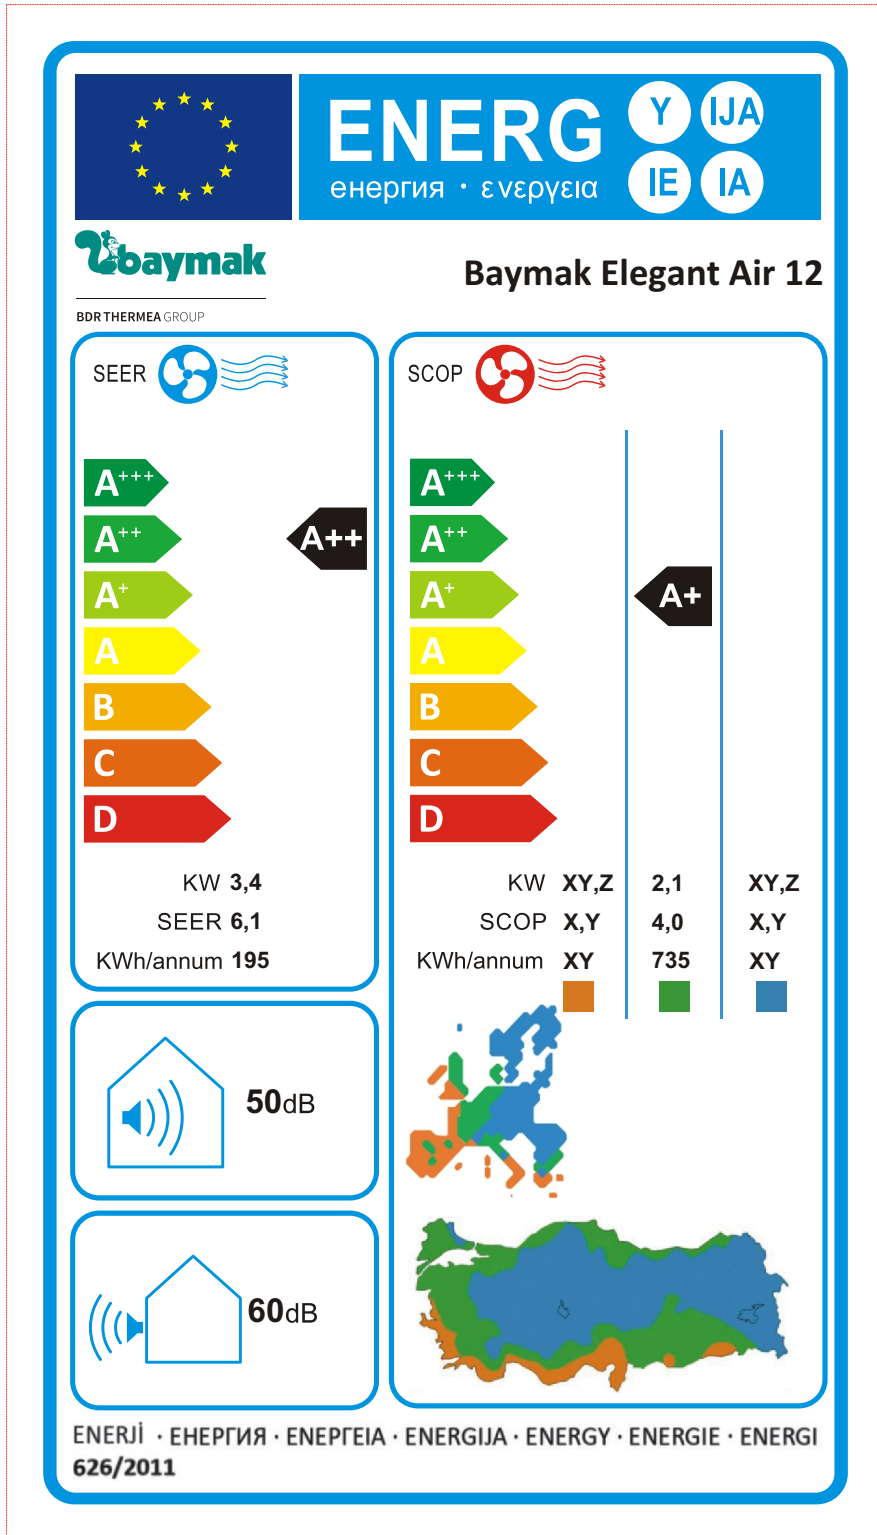 ENERG
Y IJA
IE IA
енергия · ενεργεια
baymak
BDR THERMEA GROUP
Baymak Elegant Air 12
SEER
A+++
A++
A+
A
B
C
D
A++
KW 3,4
SEER 6,1
KWh/annum 195
SCOP
A+++
A++
A+
A
B
C
D
A+
KW XY,Z 2,1 XY,Z
SCOP X,Y 4,0 X,Y
KWh/annum XY 735 XY
50dB
60dB
ENERJİ · ЕНЕРГИЯ · ΕΝΕΡΓΕΙΑ · ENERGIJA · ENERGY · ENERGIE · ENERGI
626/2011